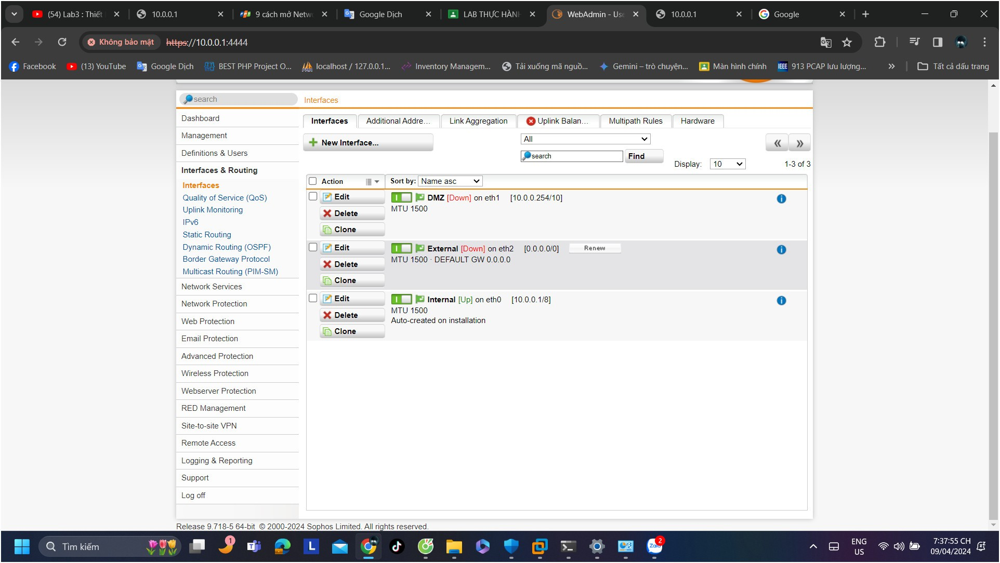 (54) Lab3 : Thiết
10.0.0.1
9 cách mở Netw
Google Dịch
LAB THỰC HÀNH
WebAdmin - Use
10.0.0.1
Google
Không bảo mật
https://10.0.0.1:4444
Facebook
(13) YouTube
Google Dịch
BEST PHP Project O...
localhost / 127.0.0.1...
Inventory Managem...
Tải xuống mã nguồ...
Gemini – trò chuyện...
Màn hình chính
IEEE
913 PCAP lưu lượng...
Tất cả dấu trang
search
Interfaces
Dashboard
Management
Definitions & Users
Interfaces & Routing
Interfaces
Quality of Service (QoS)
Uplink Monitoring
IPv6
Static Routing
Dynamic Routing (OSPF)
Border Gateway Protocol
Multicast Routing (PIM-SM)
Network Services
Network Protection
Web Protection
Email Protection
Advanced Protection
Wireless Protection
Webserver Protection
RED Management
Site-to-site VPN
Remote Access
Logging & Reporting
Support
Log off
Interfaces
Additional Addre...
Link Aggregation
Uplink Balan...
Multipath Rules
Hardware
New Interface...
All
search
Find
Display: 10
1-3 of 3
Action
Sort by: Name asc
Edit
Delete
Clone
DMZ [Down] on eth1 [10.0.0.254/10]
MTU 1500
Edit
Delete
Clone
External [Down] on eth2 [0.0.0.0/0] Renew
MTU 1500 · DEFAULT GW 0.0.0.0
Edit
Delete
Clone
Internal [Up] on eth0 [10.0.0.1/8]
MTU 1500
Auto-created on installation
Release 9.718-5 64-bit © 2000-2024 Sophos Limited. All rights reserved.
Tìm kiếm
1
L
Zalo
2
ENG
US
7:37:55 CH
09/04/2024